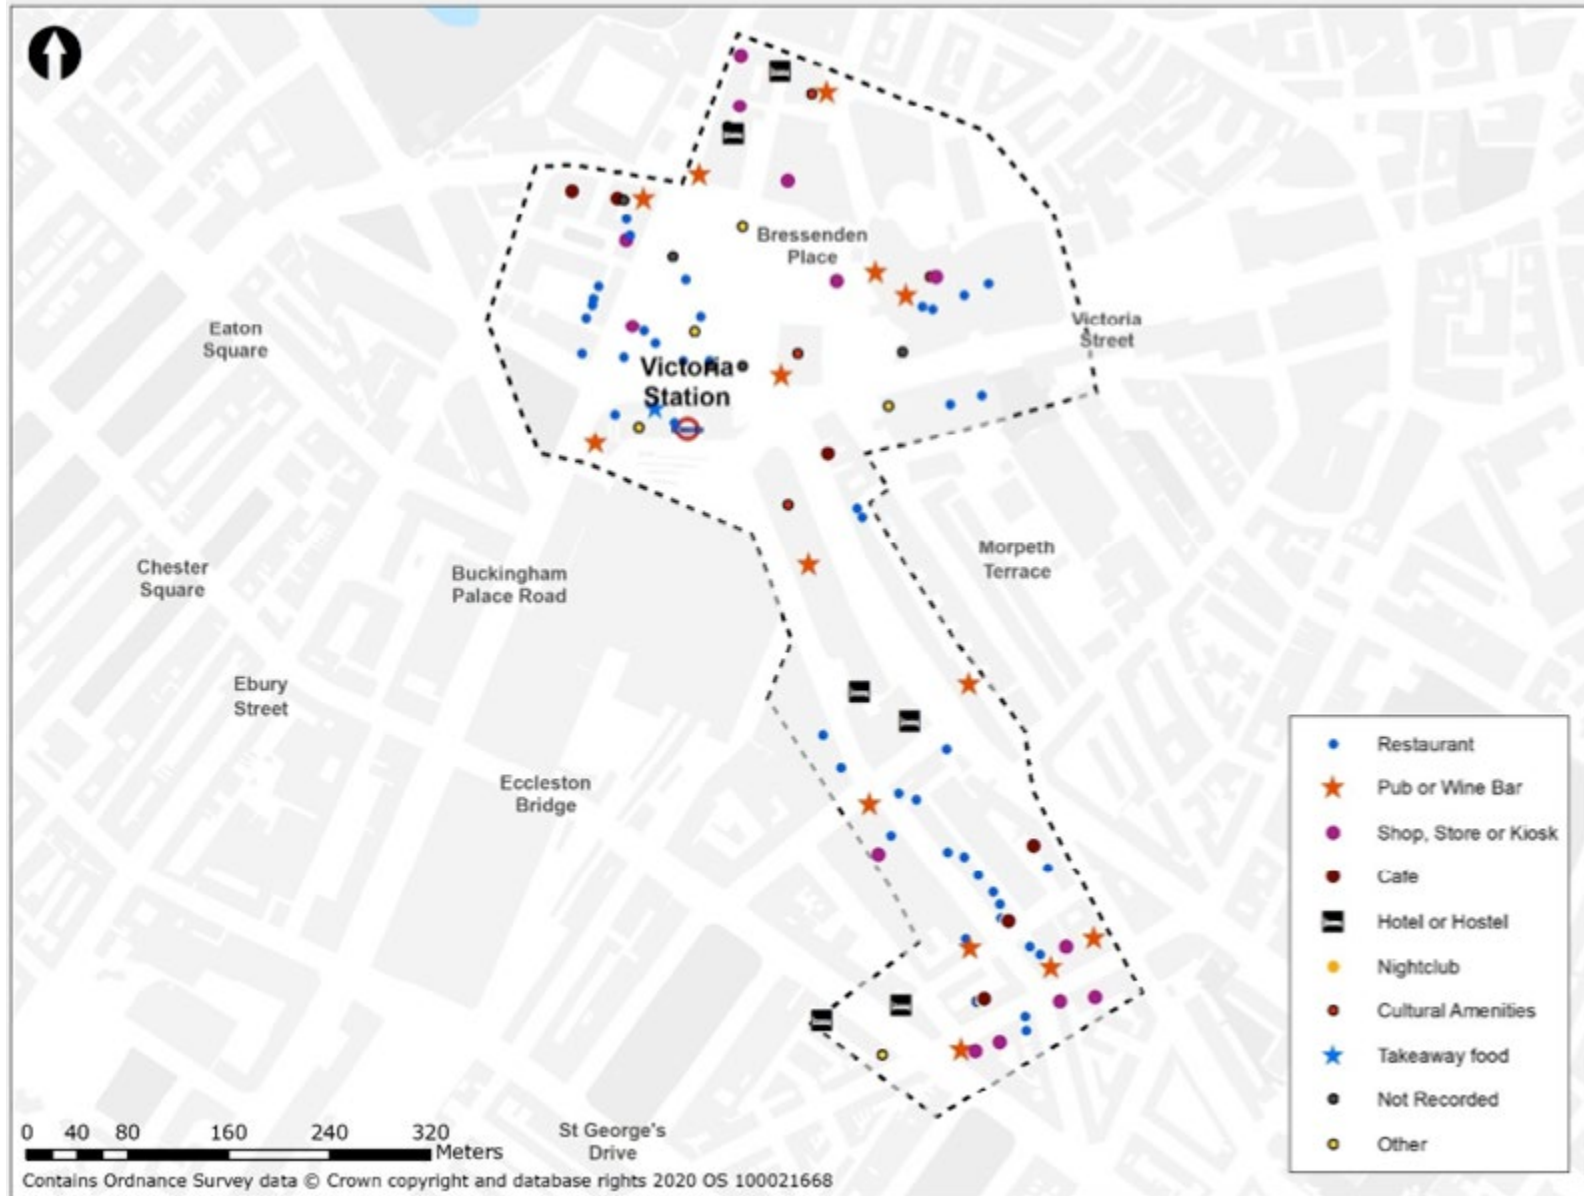 Bressenden
Place
Eaton
Square
Victoria
Street
Victoria
Station
Chester
Square
Buckingham
Palace Road
Morpeth
Terrace
Ebury
Street
Eccleston
Bridge
Restaurant
Pub or Wine Bar
Shop, Store or Kiosk
Cafe
Hotel or Hostel
Nightclub
Cultural Amenities
Takeaway food
Not Recorded
Other
St George's
Drive
0 40 80 160 240 320
Meters
Contains Ordnance Survey data © Crown copyright and database rights 2020 OS 100021668